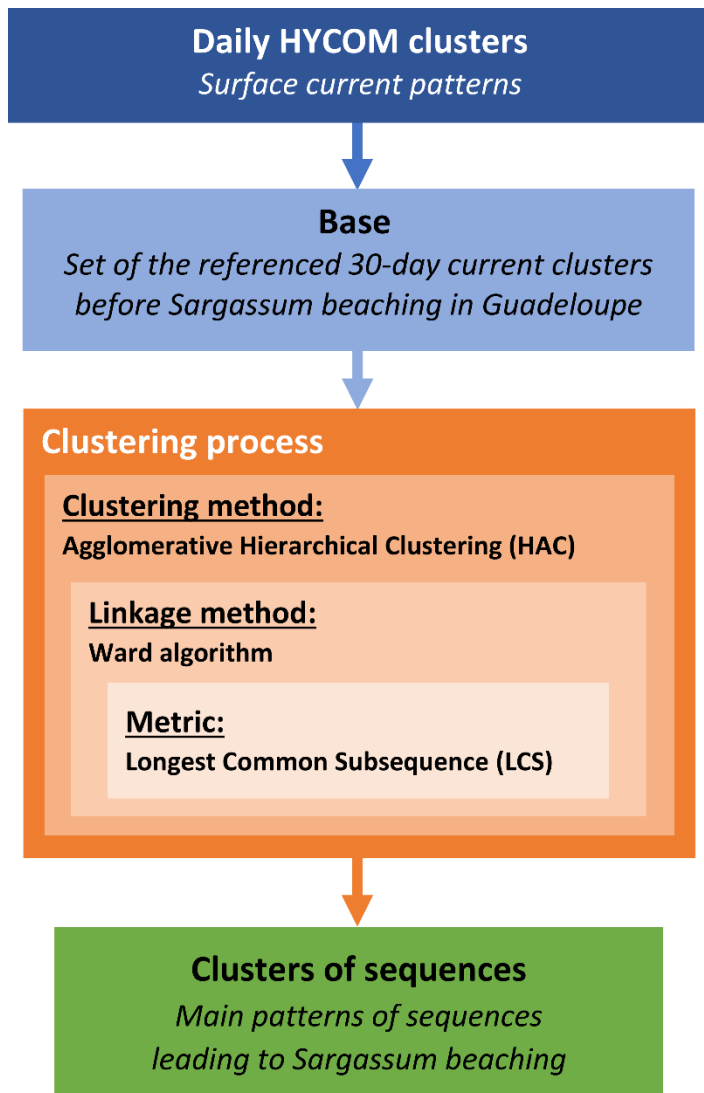 Daily HYCOM clusters
Surface current patterns
Base
Set of the referenced 30-day current clusters
before Sargassum beaching in Guadeloupe
Clustering process
Clustering method:
Agglomerative Hierarchical Clustering (HAC)
Linkage method:
Ward algorithm
Metric:
Longest Common Subsequence (LCS)
Clusters of sequences
Main patterns of sequences
leading to Sargassum beaching